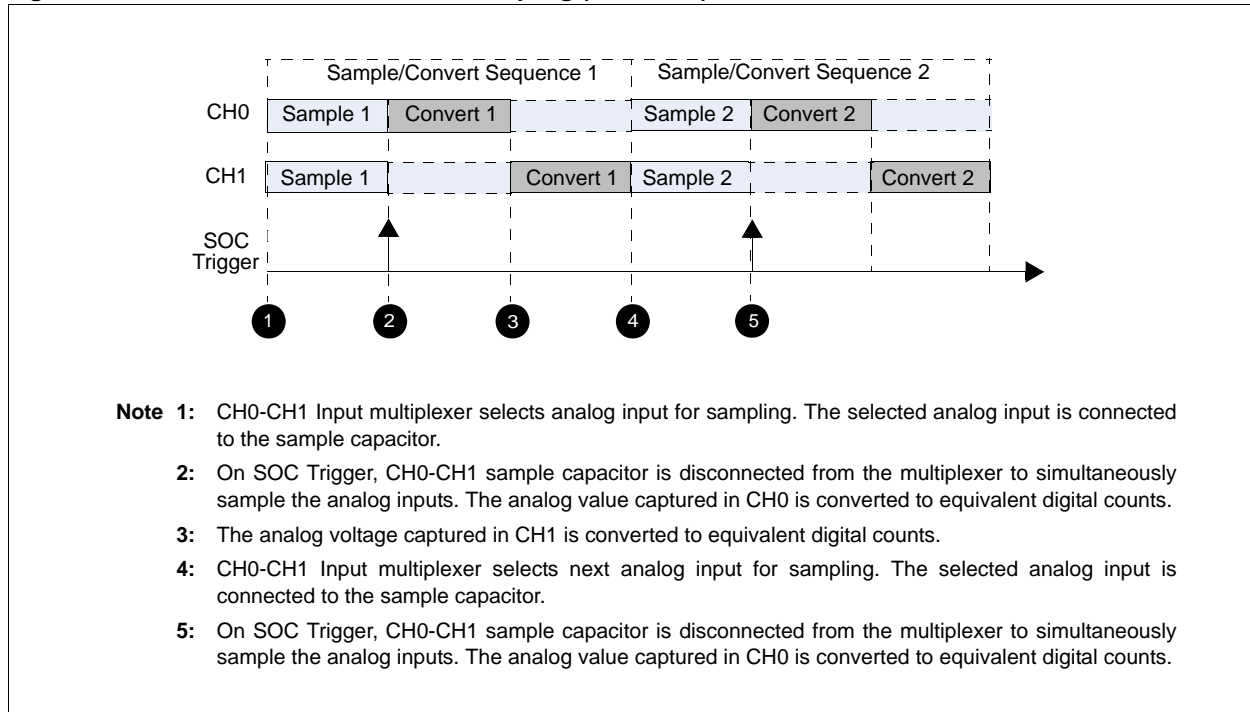 Sample/Convert Sequence 1 Sample/Convert Sequence 2
CH0 Sample 1 Convert 1 Sample 2 Convert 2
CH1 Sample 1 Convert 1 Sample 2 Convert 2
SOC
Trigger
1 2 3 4 5
Note 1: CH0-CH1 Input multiplexer selects analog input for sampling. The selected analog input is connected
to the sample capacitor.
2: On SOC Trigger, CH0-CH1 sample capacitor is disconnected from the multiplexer to simultaneously
sample the analog inputs. The analog value captured in CH0 is converted to equivalent digital counts.
3: The analog voltage captured in CH1 is converted to equivalent digital counts.
4: CH0-CH1 Input multiplexer selects next analog input for sampling. The selected analog input is
connected to the sample capacitor.
5: On SOC Trigger, CH0-CH1 sample capacitor is disconnected from the multiplexer to simultaneously
sample the analog inputs. The analog value captured in CH0 is converted to equivalent digital counts.